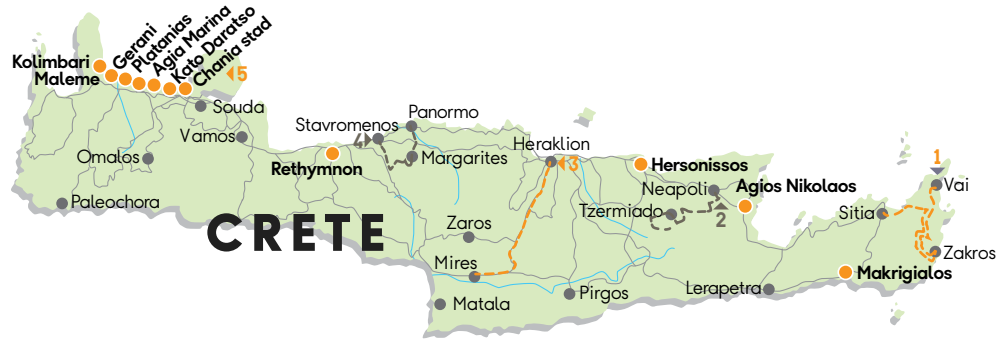 Kolimbari
Maleme
Gerani
Platanias
Agia Marina
Kato Daratso
Chania stad
5
Souda
Vamos
Omalos
Paleochora
Stavromenos
Panormo
4
Margarites
Rethymnon
CRETE
Heraklion
3
Zaros
Mires
Matala
Pirgos
Hersonissos
Neapoli
Agios Nikolaos
Tzermiado
2
Sitia
1
Vai
Zakros
Makrigialos
Lerapetra